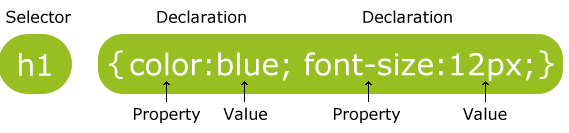 Selector Declaration Declaration
h1 {color:blue; font-size:12px;}
Property Value Property Value